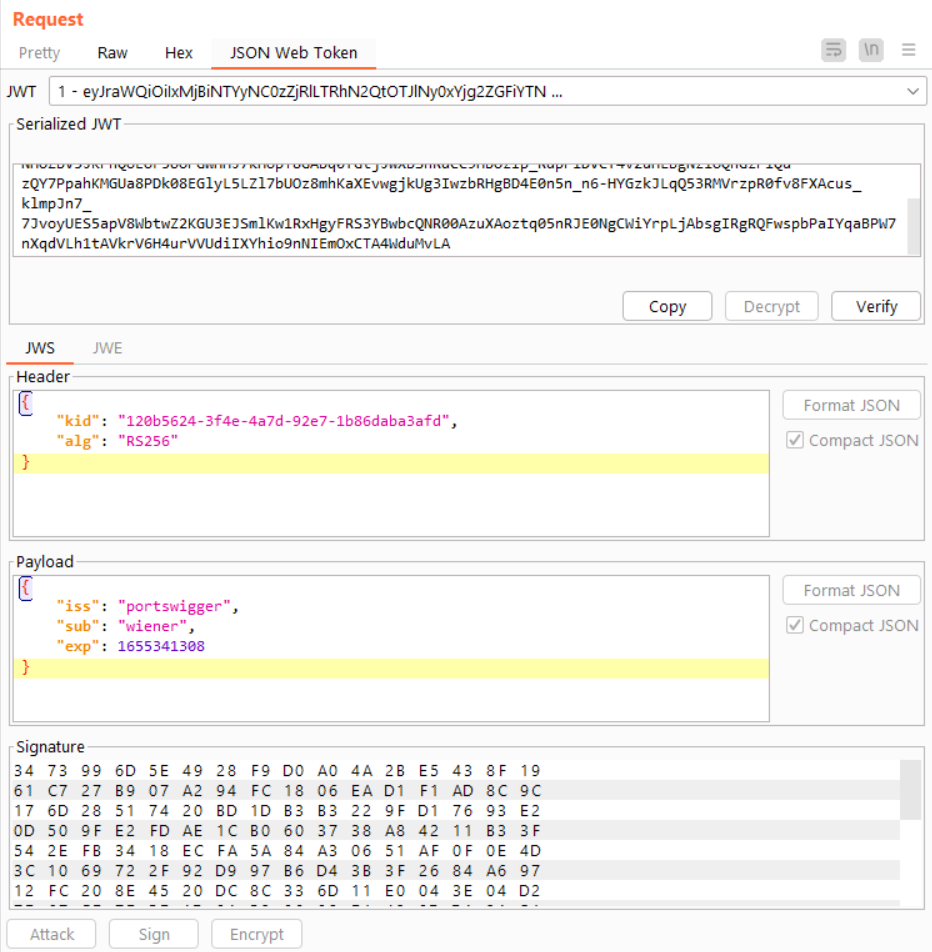 Request
Pretty Raw Hex JSON Web Token \n
JWT 1 - eyJraWQiOiIxMjBiNTYyNC0zZjRlLTRhN2QtOTJlNy0xYjg2ZGFiYTN ...
Serialized JWT
zQY7PpahKMGUa8PDk08EGlyL5LZl7bUOz8mhKaXEvwgjkUg3IwzbRHgBD4E0n5n_n6-HYGzkJLqQ53RMVrzpR0fv8FXAcus_
klmpJn7_
7JvoyUES5apV8WbtwZ2KGU3EJSmlKw1RxHgyFRS3YBwbcQNR00AzuXAoztq05nRJE0NgCWiYrpLjAbsgIRgRQFwspbPaIYqaBPW7
nXqdVLh1tAVkrV6H4urVVUdiIXYhio9nNIEmOxCTA4WduMvLA
Copy Decrypt Verify
JWS JWE
Header
{
"kid": "120b5624-3f4e-4a7d-92e7-1b86daba3afd",
"alg": "RS256"
}
Format JSON
Compact JSON
Payload
{
"iss": "portswigger",
"sub": "wiener",
"exp": 1655341308
}
Format JSON
Compact JSON
Signature
34 73 99 6D 5E 49 28 F9 D0 A0 4A 2B E5 43 8F 19
61 C7 27 B9 07 A2 94 FC 18 06 EA D1 F1 AD 8C 9C
17 6D 28 51 74 20 BD 1D B3 B3 22 9F D1 76 93 E2
0D 50 9F E2 FD AE 1C B0 60 37 38 A8 42 11 B3 3F
54 2E FB 34 18 EC FA 5A 84 A3 06 51 AF 0F 0E 4D
3C 10 69 72 2F 92 D9 97 B6 D4 3B 3F 26 84 A6 97
12 FC 20 8E 45 20 DC 8C 33 6D 11 E0 04 3E 04 D2
Attack Sign Encrypt